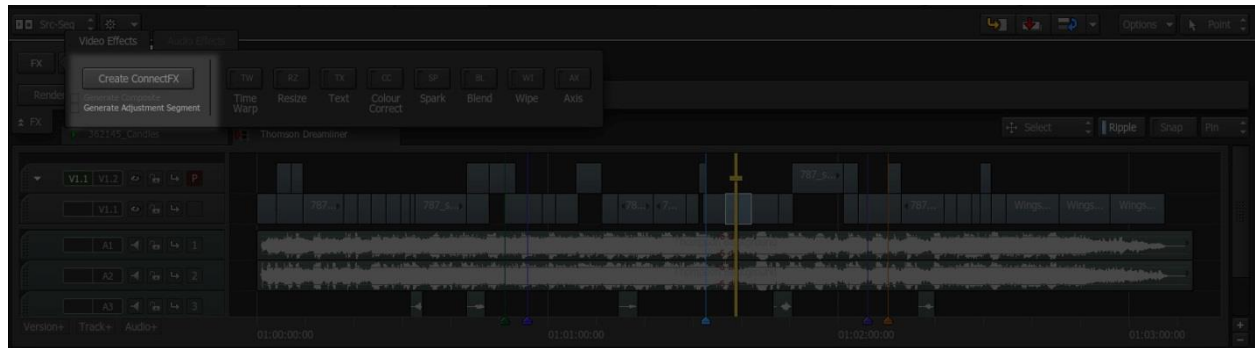 Src-Seq
Options
Point
Video Effects
Audio Effects
FX
Create ConnectFX
Generate Composite
Generate Adjustment Segment
Render
TW
RZ
TX
CC
SP
BL
WI
AX
Time Warp
Resize
Text
Colour Correct
Spark
Blend
Wipe
Axis
FX
J62145_Candles
Thomson Dreamliner
Select
Ripple
Snap
Pin
V1.1 V1.2 P
787_s...
V1.1
787...
787_s...
78...
7...
787...
Wings...
Wings...
Wings...
A1 1
A2 2
A3 3
Version+ Track+ Audio+
01:00:00:00
01:01:00:00
01:02:00:00
01:03:00:00